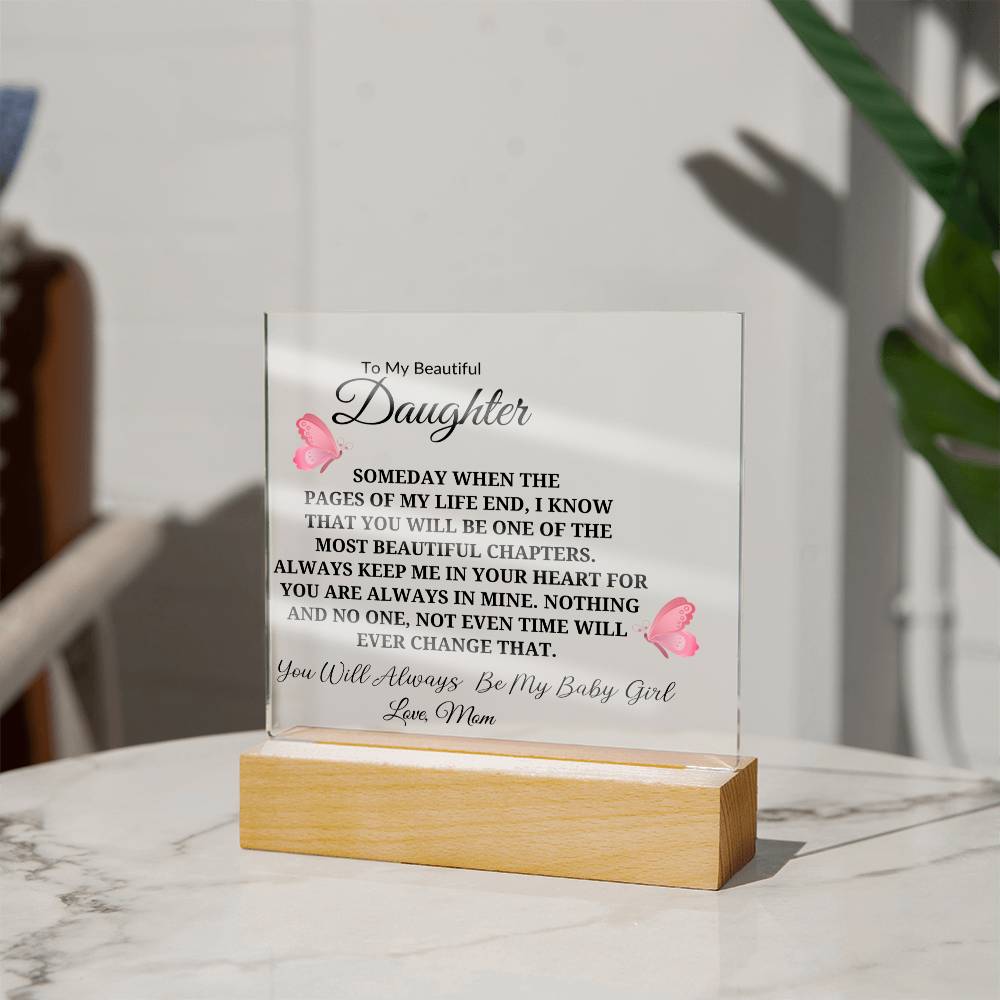 To My Beautiful
Daughter
SOMEDAY WHEN THE
PAGES OF MY LIFE END, I KNOW
THAT YOU WILL BE ONE OF THE
MOST BEAUTIFUL CHAPTERS.
ALWAYS KEEP ME IN YOUR HEART FOR
YOU ARE ALWAYS IN MINE. NOTHING
AND NO ONE, NOT EVEN TIME WILL
EVER CHANGE THAT.
You Will Always Be My Baby Girl
Love, Mom